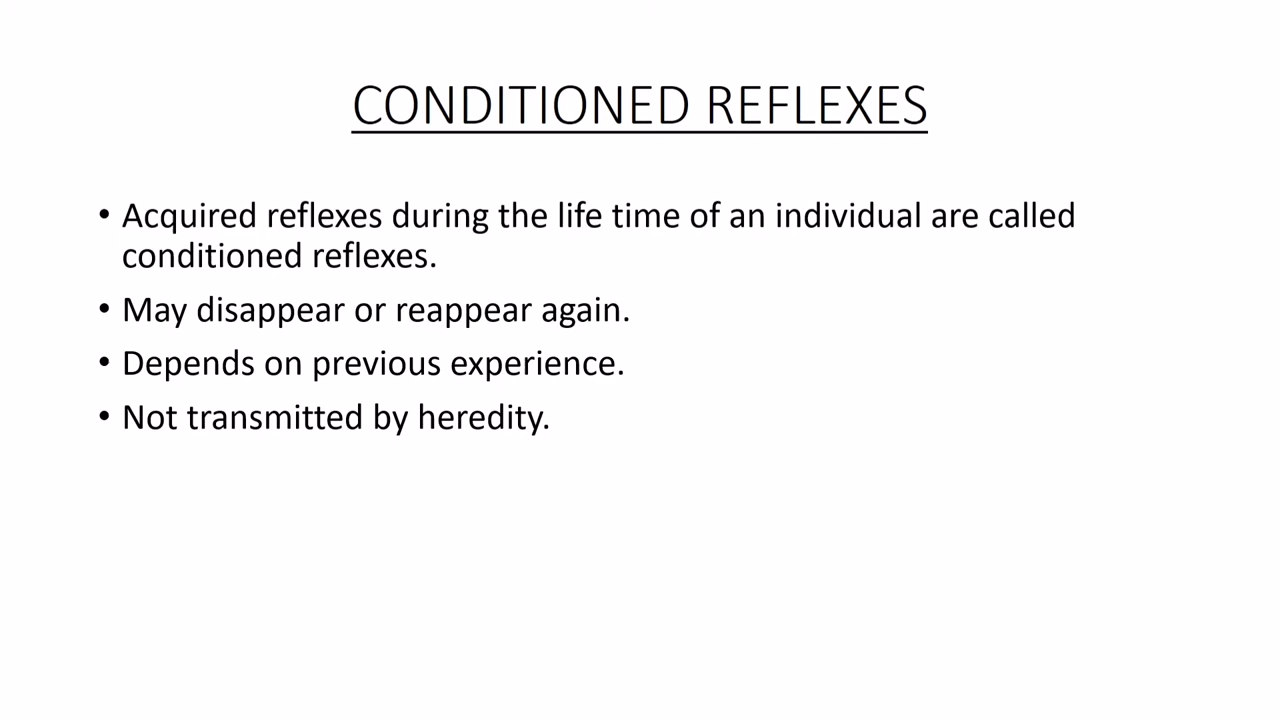 CONDITIONED REFLEXES
• Acquired reflexes during the life time of an individual are called
conditioned reflexes.
• May disappear or reappear again.
• Depends on previous experience.
• Not transmitted by heredity.